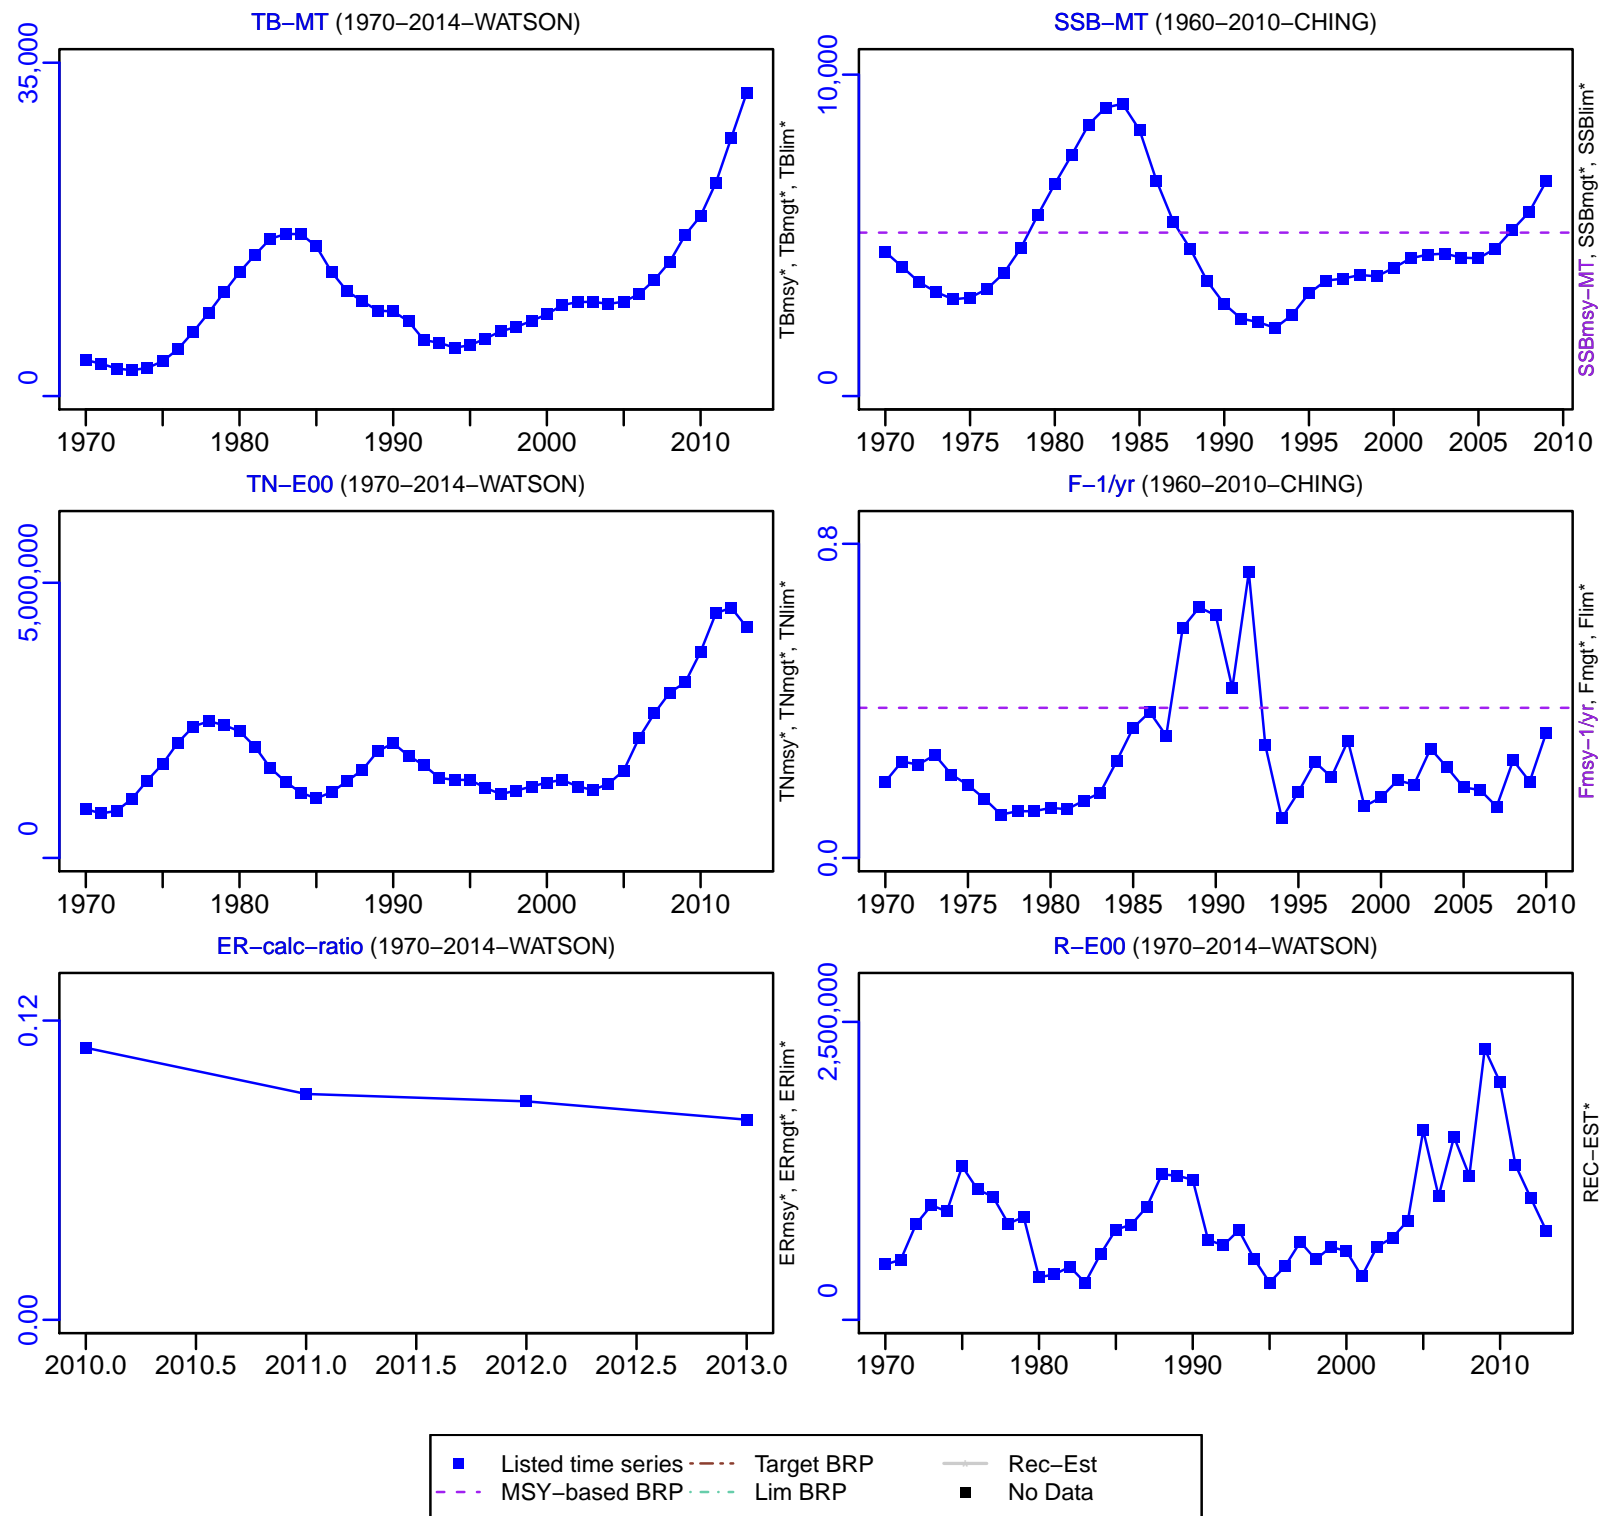 TB−MT (1970−2014−WATSON)
35,000
0
1970 1980 1990 2000 2010
TBmsy*, TBmgt*, TBlim*
SSB−MT (1960−2010−CHING)
10,000
0
1970 1975 1980 1985 1990 1995 2000 2005 2010
SSBmsy−MT, SSBmgt*, SSBlim*
TN−E00 (1970−2014−WATSON)
5,000,000
0
1970 1980 1990 2000 2010
TNmsy*, TNmgt*, TNlim*
F−1/yr (1960−2010−CHING)
0.8
0.0
1970 1975 1980 1985 1990 1995 2000 2005 2010
Fmsy−1/yr, Fmgt*, Flim*
ER−calc−ratio (1970−2014−WATSON)
0.12
0.00
2010.0 2010.5 2011.0 2011.5 2012.0 2012.5 2013.0
ERmsy*, ERmgt*, ERlim*
R−E00 (1970−2014−WATSON)
2,500,000
0
1970 1980 1990 2000 2010
REC−EST*
Listed time series Target BRP Rec−Est
MSY−based BRP Lim BRP No Data